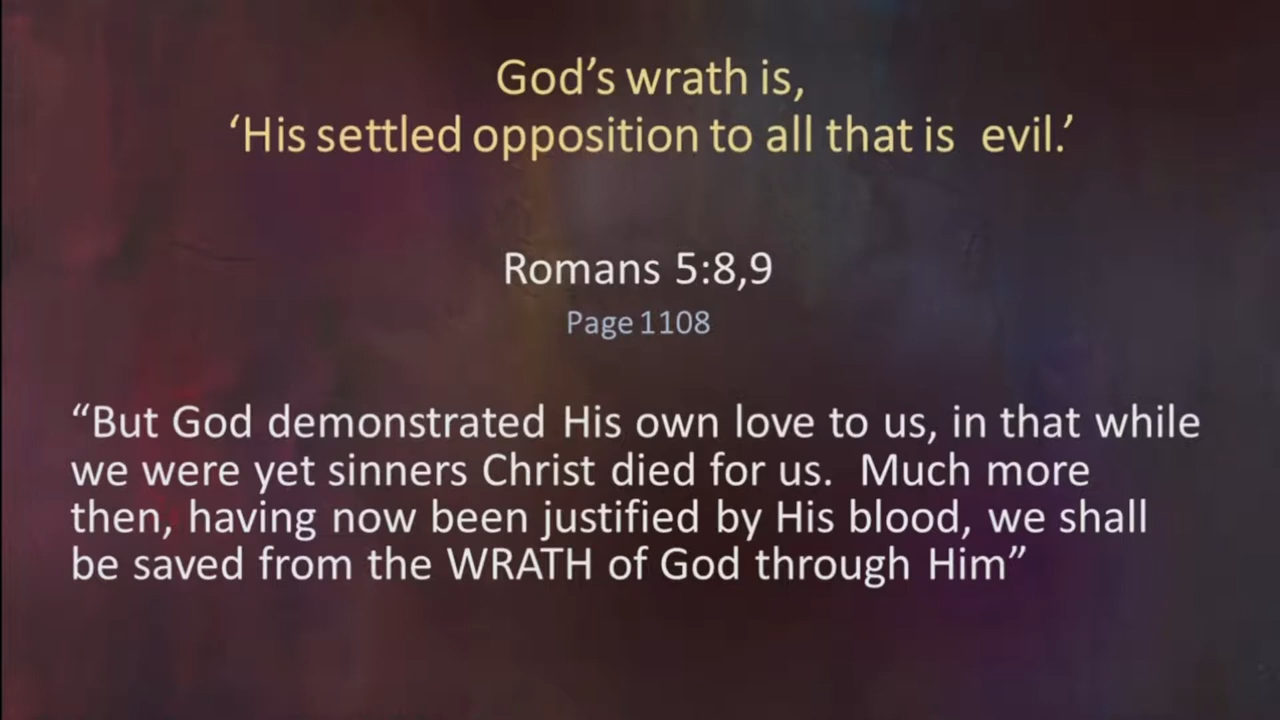 God’s wrath is,
‘His settled opposition to all that is  evil.’
Romans 5:8,9
Page 1108
“But God demonstrated His own love to us, in that while
we were yet sinners Christ died for us.  Much more
then, having now been justified by His blood, we shall
be saved from the WRATH of God through Him”